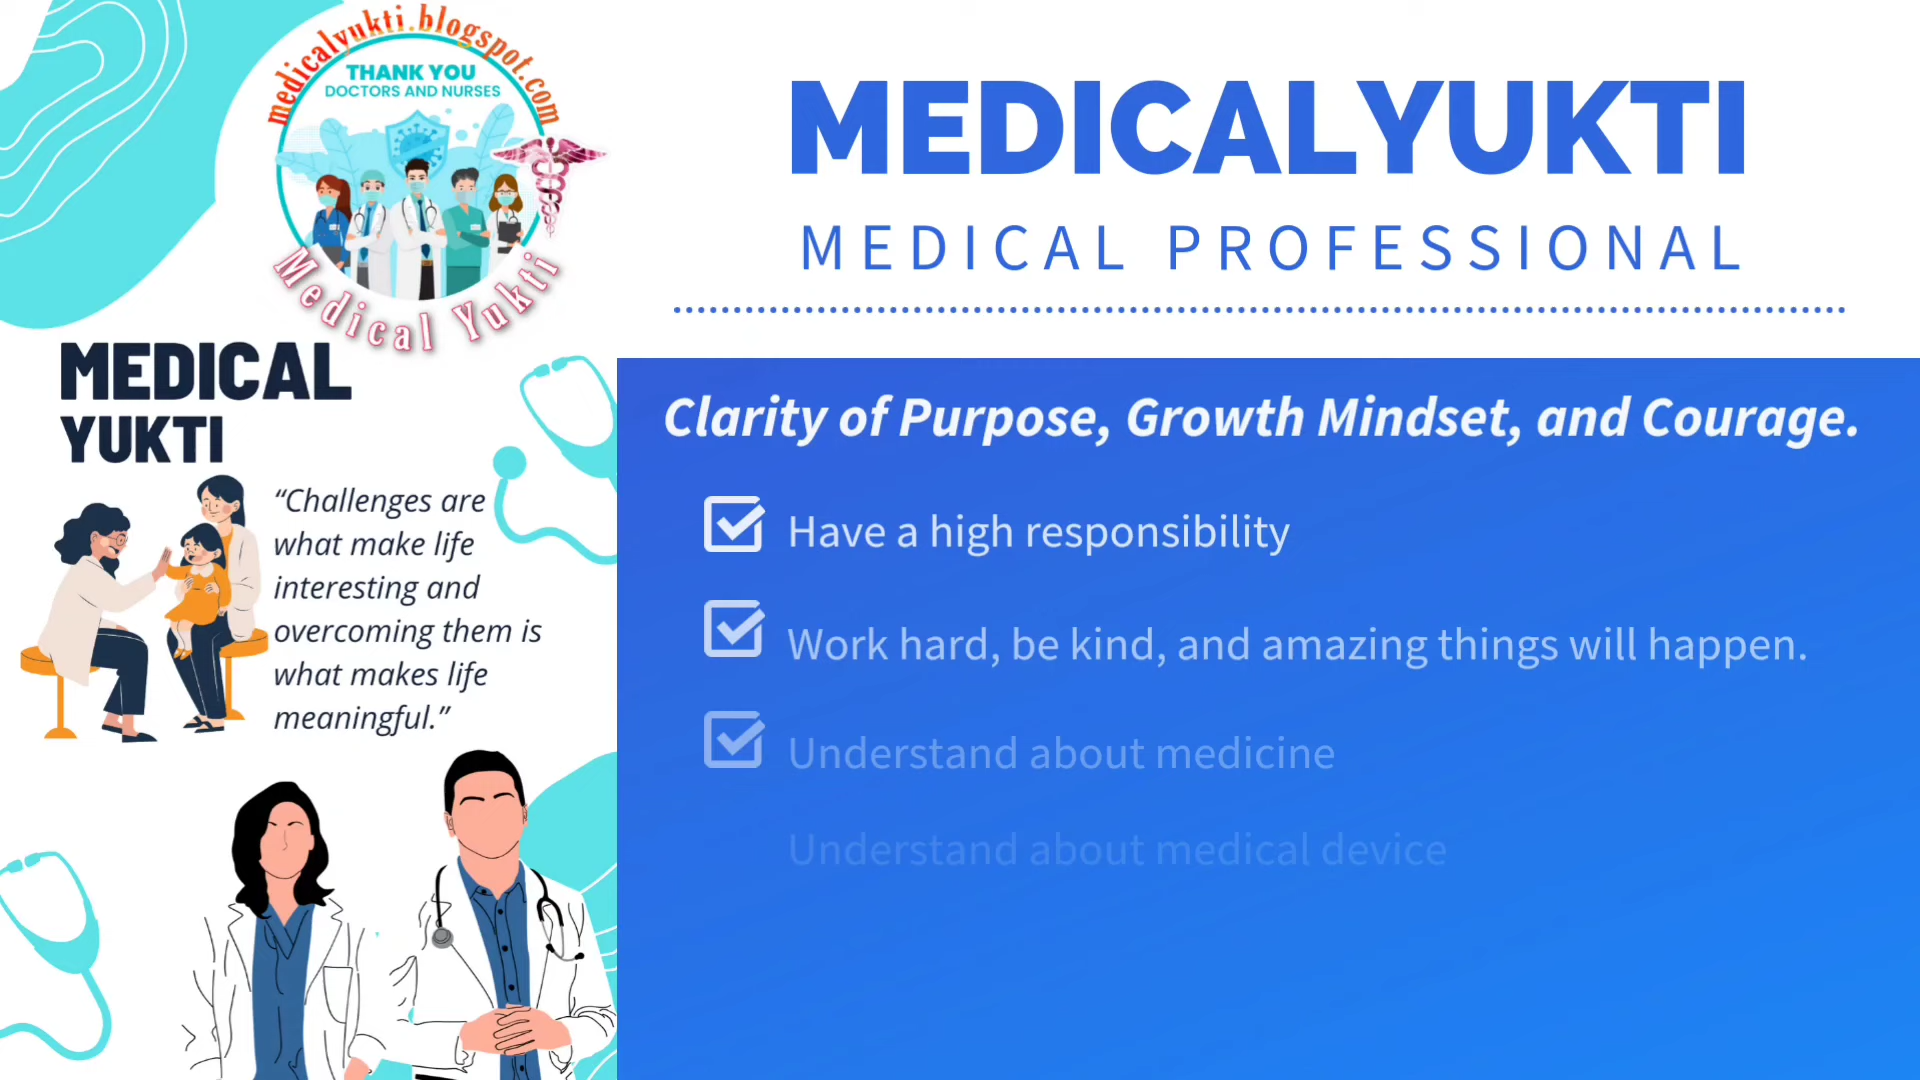 medicalyukti.blogspot.com
THANK YOU
DOCTORS AND NURSES
Medical Yukti
MEDICAL
YUKTI
“Challenges are
what make life
interesting and
overcoming them is
what makes life
meaningful.”
MEDICALYUKTI
MEDICAL PROFESSIONAL
Clarity of Purpose, Growth Mindset, and Courage.
Have a high responsibility
Work hard, be kind, and amazing things will happen.
Understand about medicine
Understand about medical device